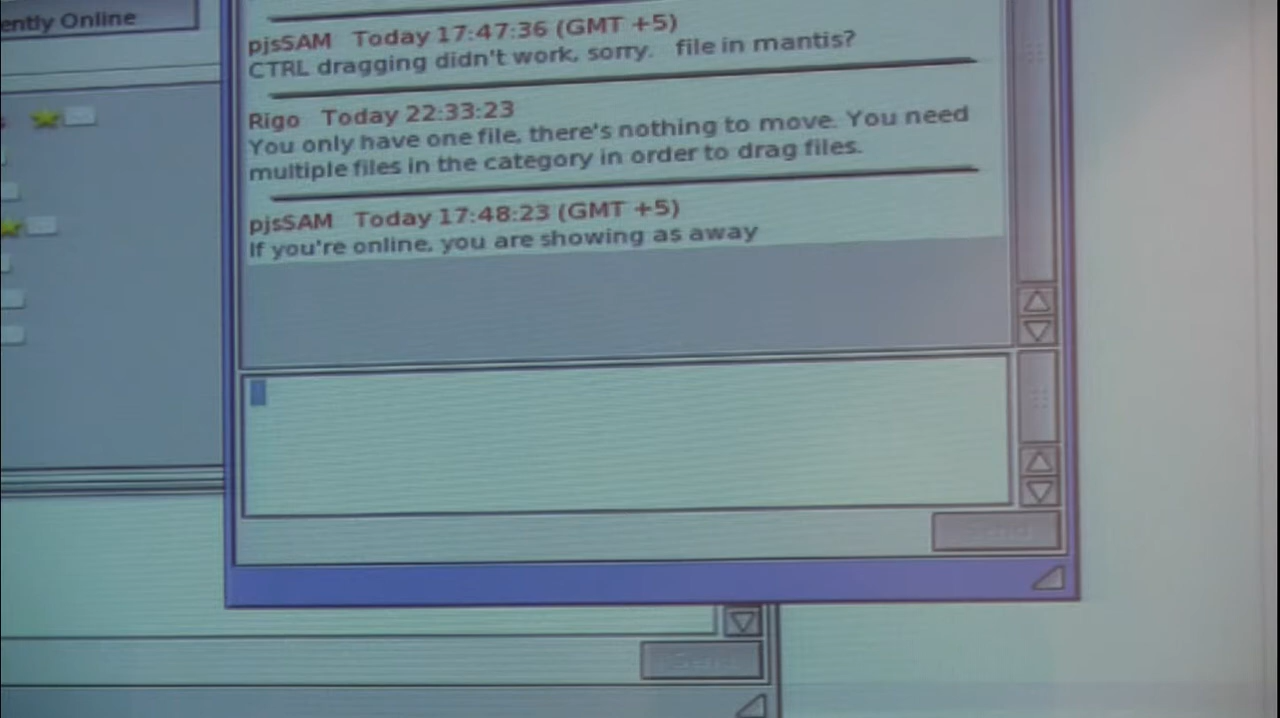 ently Online
pjsSAM Today 17:47:36 (GMT +5)
CTRL dragging didn't work, sorry. file in mantis?
Rigo Today 22:33:23
You only have one file, there's nothing to move. You need
multiple files in the category in order to drag files.
pjsSAM Today 17:48:23 (GMT +5)
If you're online, you are showing as away
Send
Send